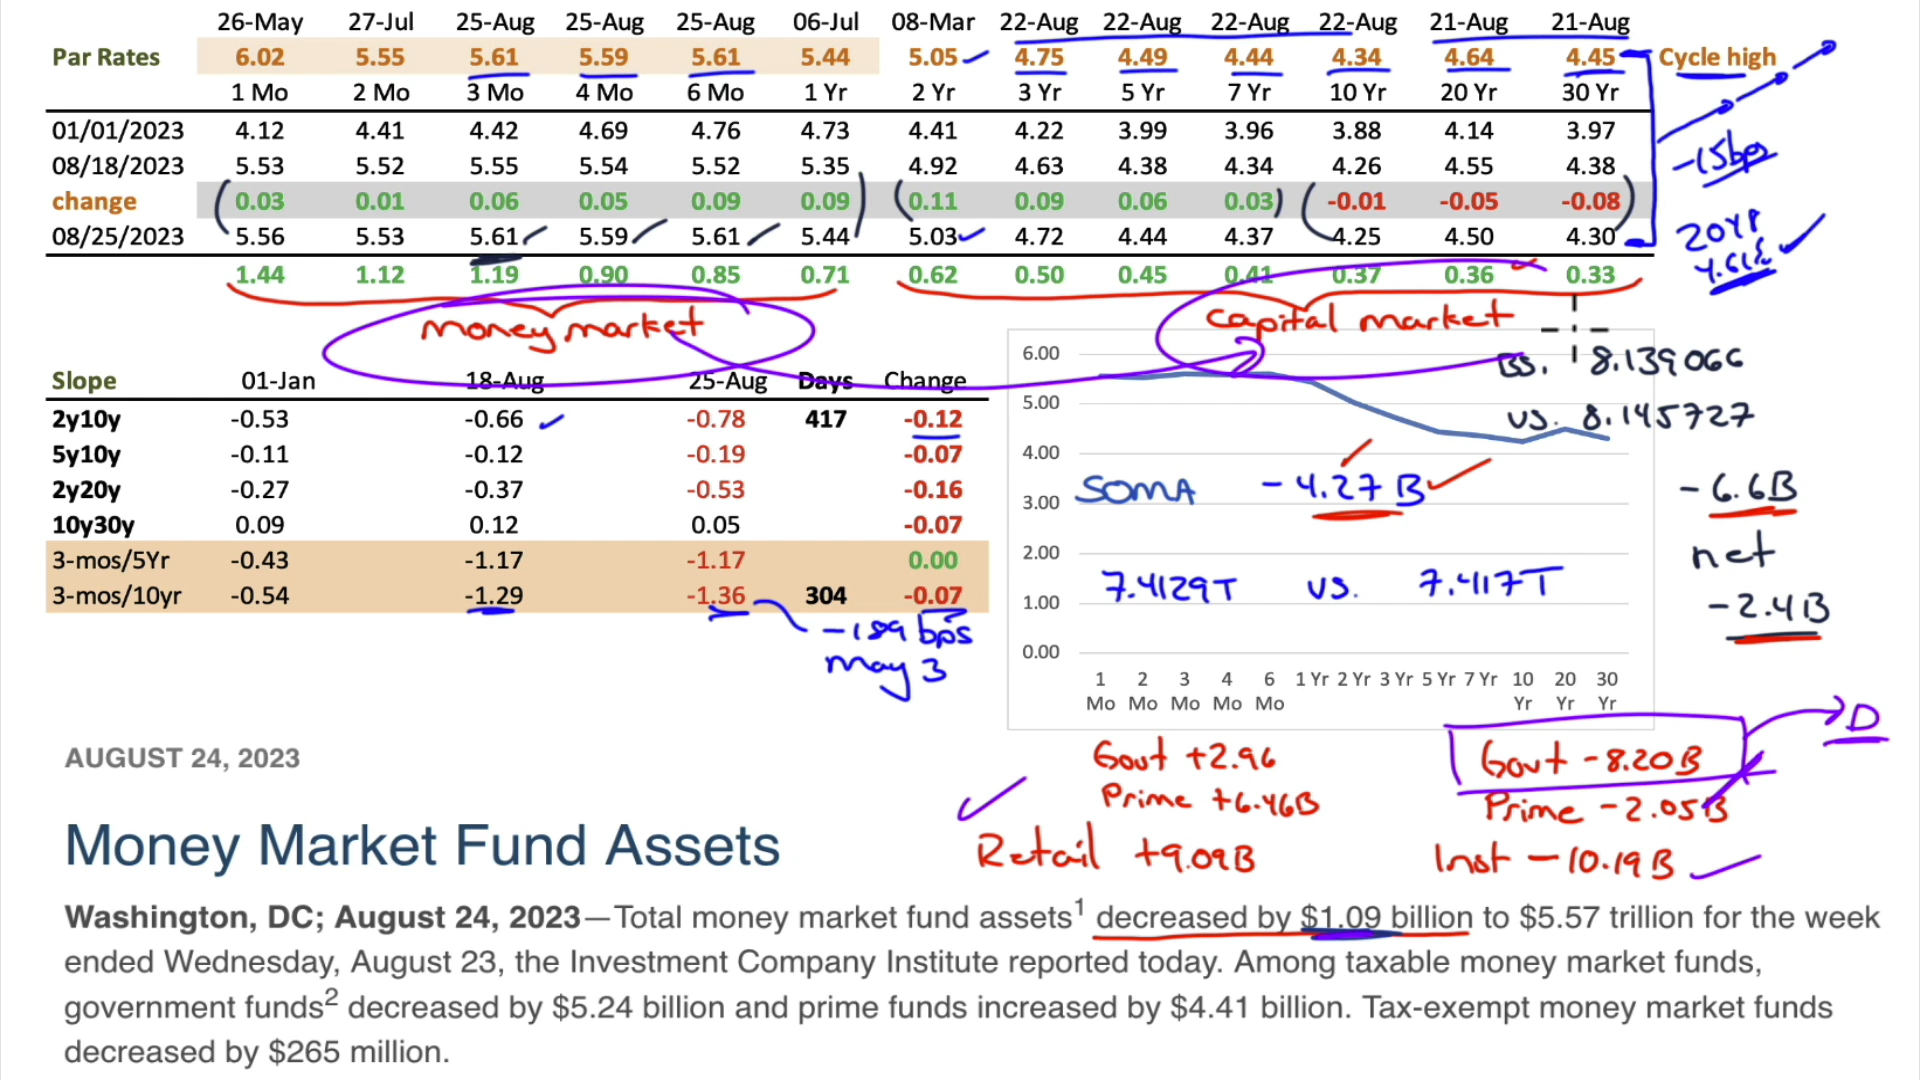 26-May 27-Jul 25-Aug 25-Aug 25-Aug 06-Jul 08-Mar 22-Aug 22-Aug 22-Aug 22-Aug 21-Aug 21-Aug
Par Rates 6.02 5.55 5.61 5.59 5.61 5.44 5.05 4.75 4.49 4.44 4.34 4.64 4.45 Cycle high
1 Mo 2 Mo 3 Mo 4 Mo 6 Mo 1 Yr 2 Yr 3 Yr 5 Yr 7 Yr 10 Yr 20 Yr 30 Yr
01/01/2023 4.12 4.41 4.42 4.69 4.76 4.73 4.41 4.22 3.99 3.96 3.88 4.14 3.97
-15bps
08/18/2023 5.53 5.52 5.55 5.54 5.52 5.35 4.92 4.63 4.38 4.34 4.26 4.55 4.38
change 0.03 0.01 0.06 0.05 0.09 0.09 0.11 0.09 0.06 0.03 -0.01 -0.05 -0.08
08/25/2023 5.56 5.53 5.61 5.59 5.61 5.44 5.03 4.72 4.44 4.37 4.25 4.50 4.30
20yr
1.44 1.12 1.19 0.90 0.85 0.71 0.62 0.50 0.45 0.41 0.37 0.36 0.33
money market
capital market
Slope 01-Jan 18-Aug 25-Aug Days Change
2y10y -0.53 -0.66 -0.78 417 -0.12
5y10y -0.11 -0.12 -0.19 -0.07
2y20y -0.27 -0.37 -0.53 -0.16
10y30y 0.09 0.12 0.05 -0.07
3-mos/5Yr -0.43 -1.17 -1.17 0.00
3-mos/10yr -0.54 -1.29 -1.36 304 -0.07
-189 bps
may 3
6.00
5.00
4.00
3.00
2.00
1.00
0.00
1 Mo 2 Mo 3 Mo 4 Mo 6 Mo 1 Yr 2 Yr 3 Yr 5 Yr 7 Yr 10 Yr 20 Yr 30 Yr
BS. 8.139066
vs. 8.145727
SOMA -4.27 B
-6.6B
net
7.4129T vs. 7.417T
-2.4B
D
Govt +2.96
Prime +6.46B
Retail +9.09B
Govt -8.20B
Prime -2.05B
Inst -10.19B
AUGUST 24, 2023
Money Market Fund Assets
Washington, DC; August 24, 2023—Total money market fund assets1 decreased by $1.09 billion to $5.57 trillion for the week
ended Wednesday, August 23, the Investment Company Institute reported today. Among taxable money market funds,
government funds2 decreased by $5.24 billion and prime funds increased by $4.41 billion. Tax-exempt money market funds
decreased by $265 million.